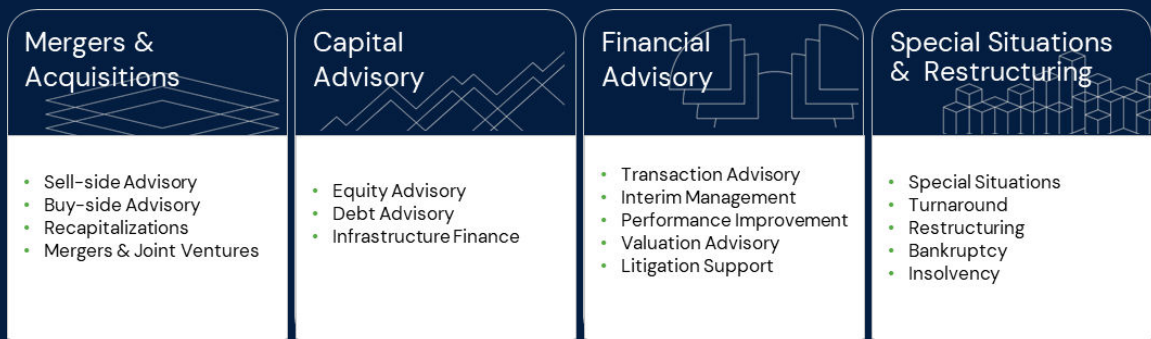 Mergers &
Acquisitions
• Sell-side Advisory
• Buy-side Advisory
• Recapitalizations
• Mergers & Joint Ventures
Capital
Advisory
• Equity Advisory
• Debt Advisory
• Infrastructure Finance
Financial
Advisory
• Transaction Advisory
• Interim Management
• Performance Improvement
• Valuation Advisory
• Litigation Support
Special Situations
& Restructuring
• Special Situations
• Turnaround
• Restructuring
• Bankruptcy
• Insolvency